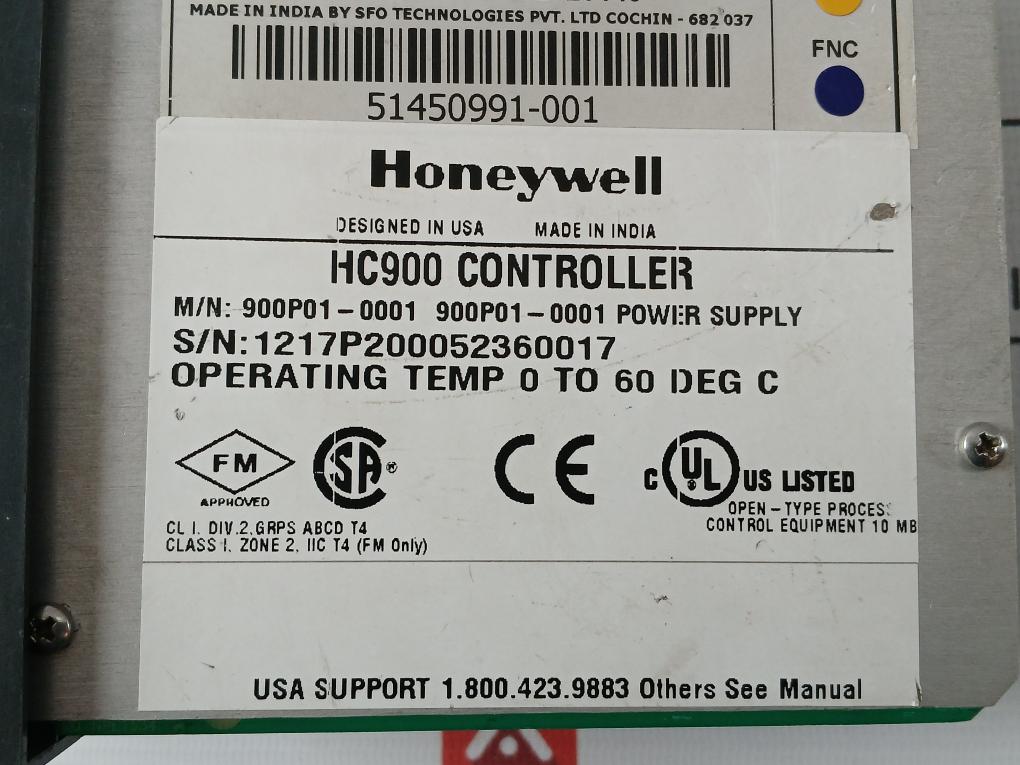 MADE IN INDIA BY SFO TECHNOLOGIES PVT. LTD COCHIN - 682 037
FNC
51450991-001
Honeywell
DESIGNED IN USA MADE IN INDIA
HC900 CONTROLLER
M/N: 900P01-0001 900P01-0001 POWER SUPPLY
S/N: 1217P200052360017
OPERATING TEMP 0 TO 60 DEG C
FM
APPROVED
SA®
CE
C UL US LISTED
OPEN-TYPE PROCESS
CONTROL EQUIPMENT 10 MB
CL I, DIV.2, GRPS ABCD T4
CLASS I, ZONE 2, IIC T4 (FM Only)
USA SUPPORT 1.800.423.9883 Others See Manual